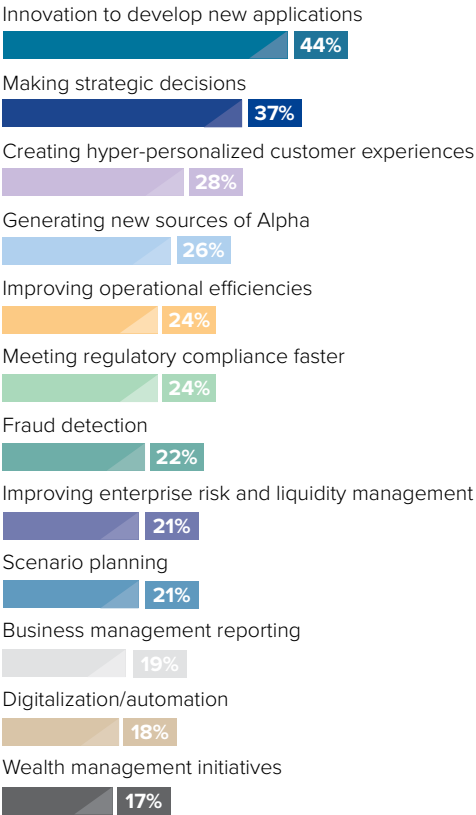 Innovation to develop new applications
44%
Making strategic decisions
37%
Creating hyper-personalized customer experiences
28%
Generating new sources of Alpha
26%
Improving operational efficiencies
24%
Meeting regulatory compliance faster
24%
Fraud detection
22%
Improving enterprise risk and liquidity management
21%
Scenario planning
21%
Business management reporting
19%
Digitalization/automation
18%
Wealth management initiatives
17%